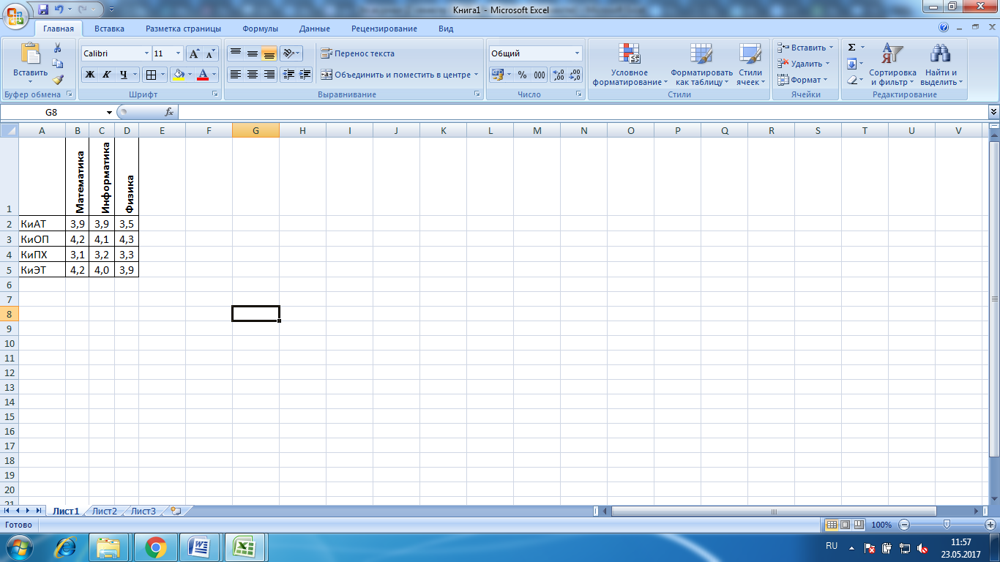 Книга1 - Microsoft Excel
Главная Вставка Разметка страницы Формулы Данные Рецензирование Вид
Вставить
Буфер обмена
Calibri 11
Ж К Ч
Шрифт
Перенос текста
Объединить и поместить в центре
Выравнивание
Общий
% 000
Число
Условное форматирование
Форматировать как таблицу
Стили ячеек
Стили
Вставить
Удалить
Формат
Ячейки
Σ
Сортировка и фильтр
Найти и выделить
Редактирование
G8 fx
A B C D E F G H I J K L M N O P Q R S T U V
1 Математика Информатика Физика
2 КиАТ 3,9 3,9 3,5
3 КиОП 4,2 4,1 4,3
4 КиПХ 3,1 3,2 3,3
5 КиЭТ 4,2 4,0 3,9
6
7
8
9
10
11
12
13
14
15
16
17
18
19
20
21
Лист1 Лист2 Лист3
Готово 100%
RU 11:57
23.05.2017